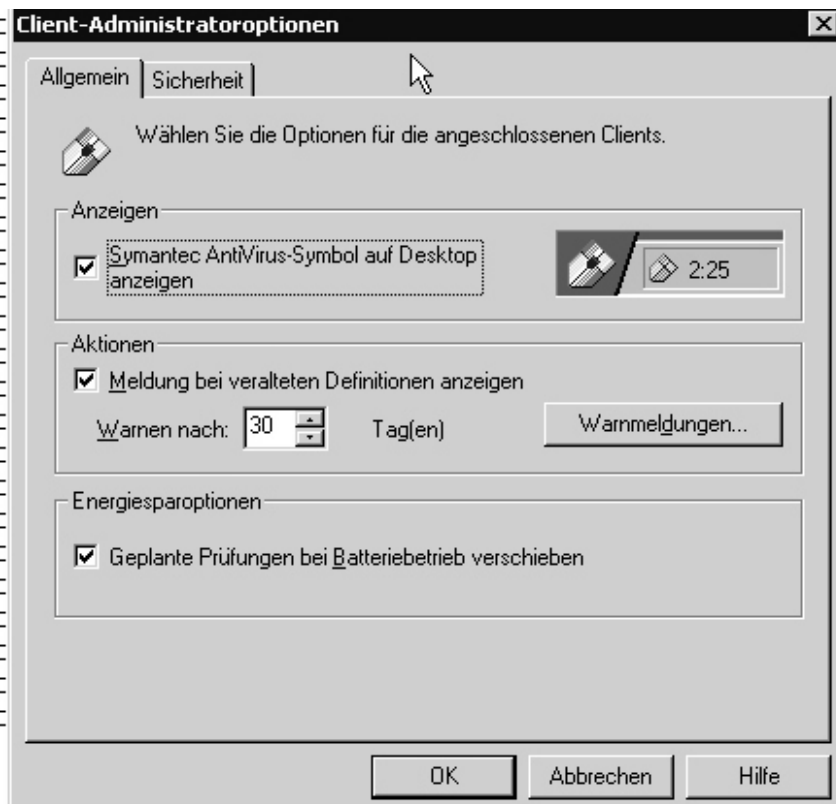 Client-Administratoroptionen
Allgemein
Sicherheit
Wählen Sie die Optionen für die angeschlossenen Clients.
Anzeigen
Symantec AntiVirus-Symbol auf Desktop
anzeigen
2:25
Aktionen
Meldung bei veralteten Definitionen anzeigen
Warnen nach: 30 Tag(en)
Warnmeldungen...
Energiesparoptionen
Geplante Prüfungen bei Batteriebetrieb verschieben
OK
Abbrechen
Hilfe